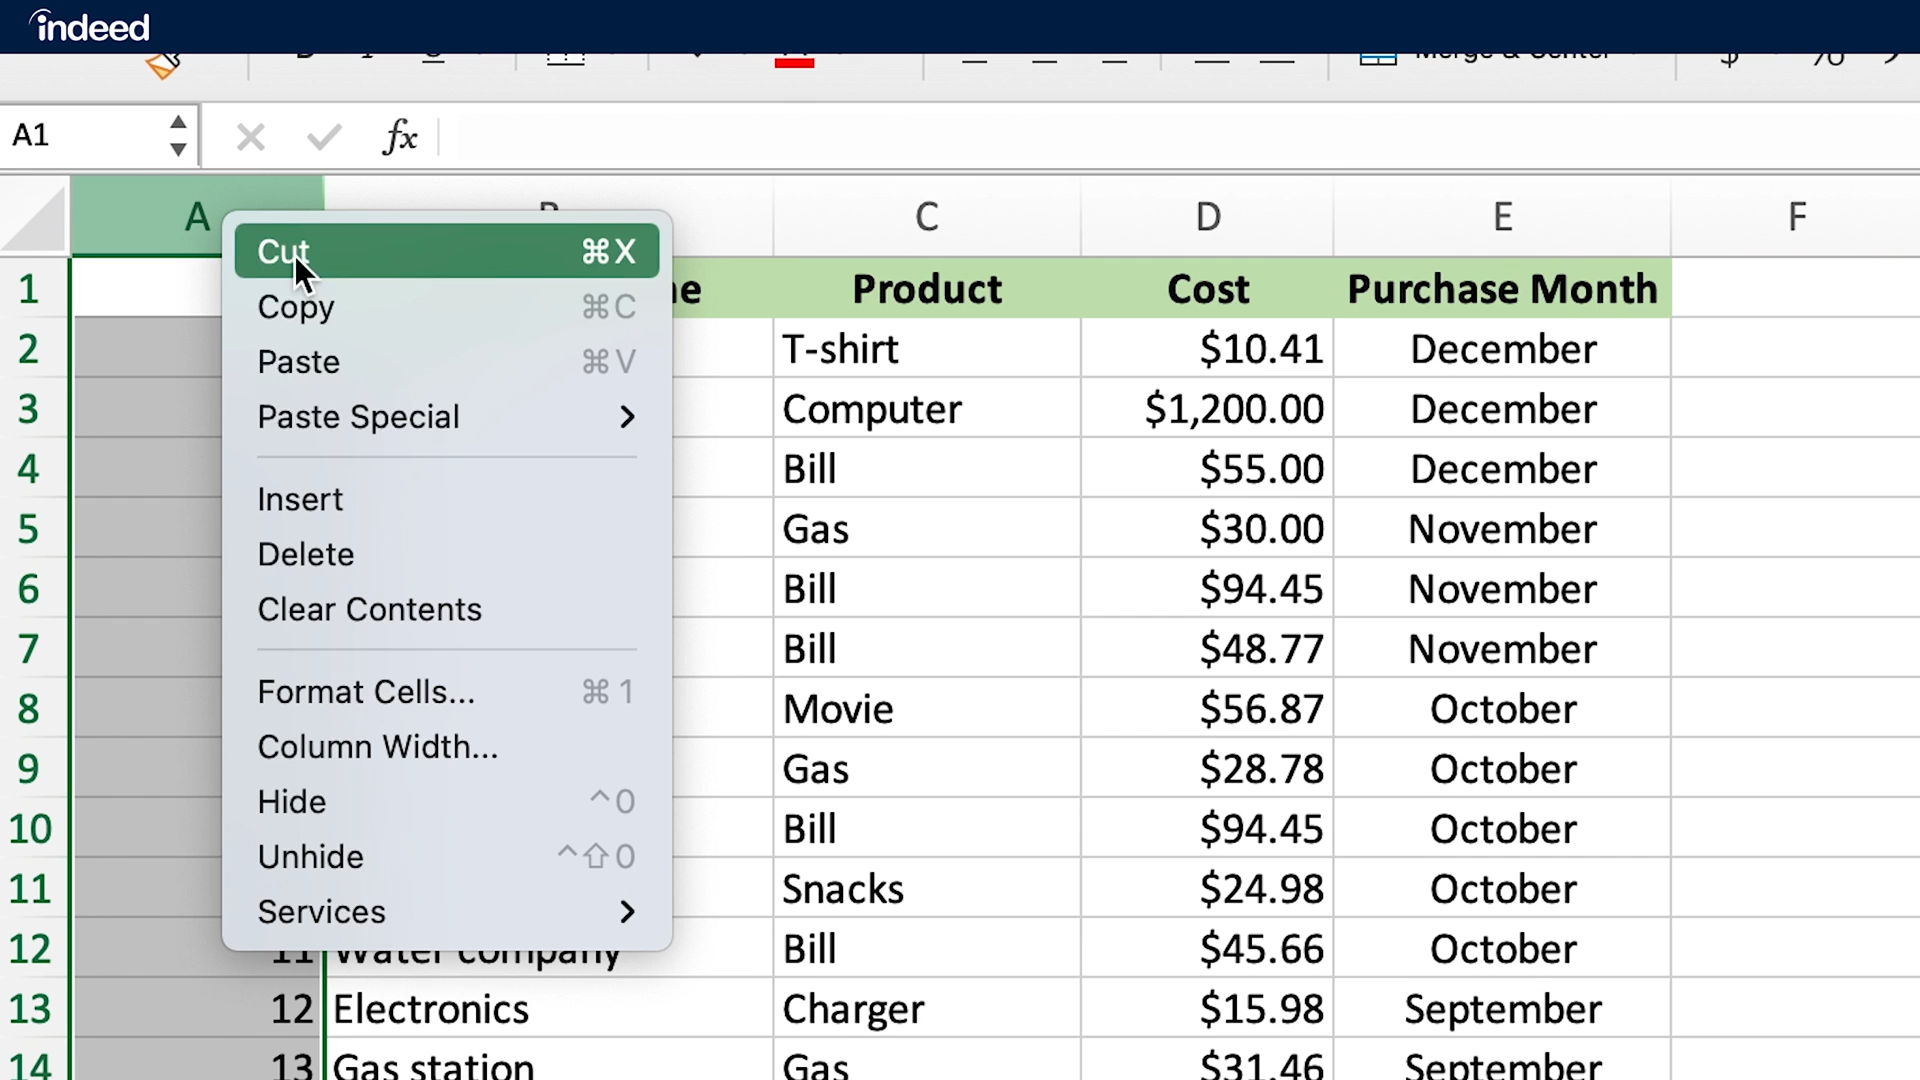 indeed
Merge & Center
$ %
A1 fx
A C D E F
1 Product Cost Purchase Month
2 T-shirt $10.41 December
3 Computer $1,200.00 December
4 Bill $55.00 December
5 Gas $30.00 November
6 Bill $94.45 November
7 Bill $48.77 November
8 Movie $56.87 October
9 Gas $28.78 October
10 Bill $94.45 October
11 Snacks $24.98 October
12 11 Water company Bill $45.66 October
13 12 Electronics Charger $15.98 September
14 13 Gas station Gas $31.46 September
Cut ⌘X
Copy ⌘C
Paste ⌘V
Paste Special
Insert
Delete
Clear Contents
Format Cells... ⌘1
Column Width...
Hide ^0
Unhide ^⇧0
Services